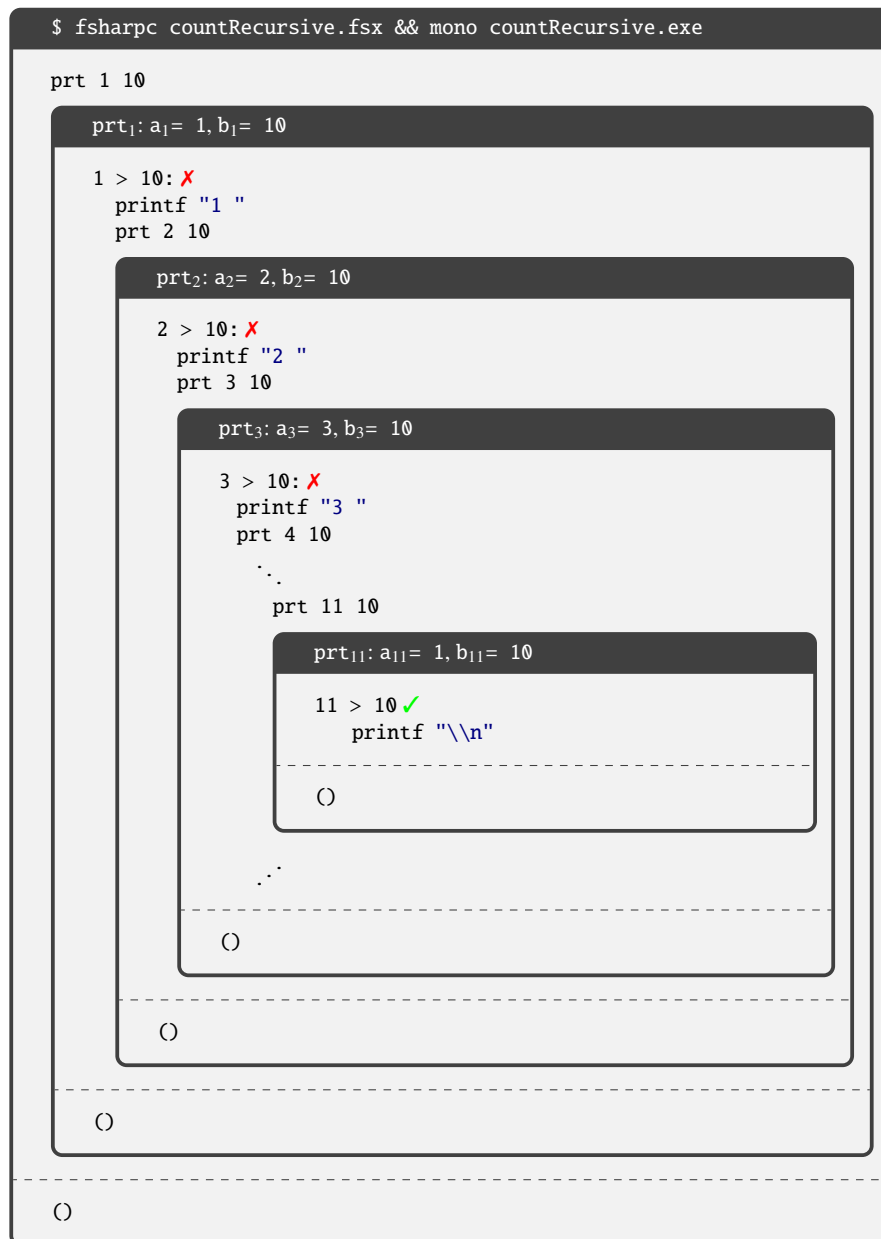 $ fsharpc countRecursive.fsx && mono countRecursive.exe
prt 1 10
prt₁: a₁= 1, b₁= 10
1 > 10: ✗
printf "1 "
prt 2 10
prt₂: a₂= 2, b₂= 10
2 > 10: ✗
printf "2 "
prt 3 10
prt₃: a₃= 3, b₃= 10
3 > 10: ✗
printf "3 "
prt 4 10
⋱
prt 11 10
prt₁₁: a₁₁= 1, b₁₁= 10
11 > 10 ✓
printf "\\n"
()
⋰
()
()
()
()